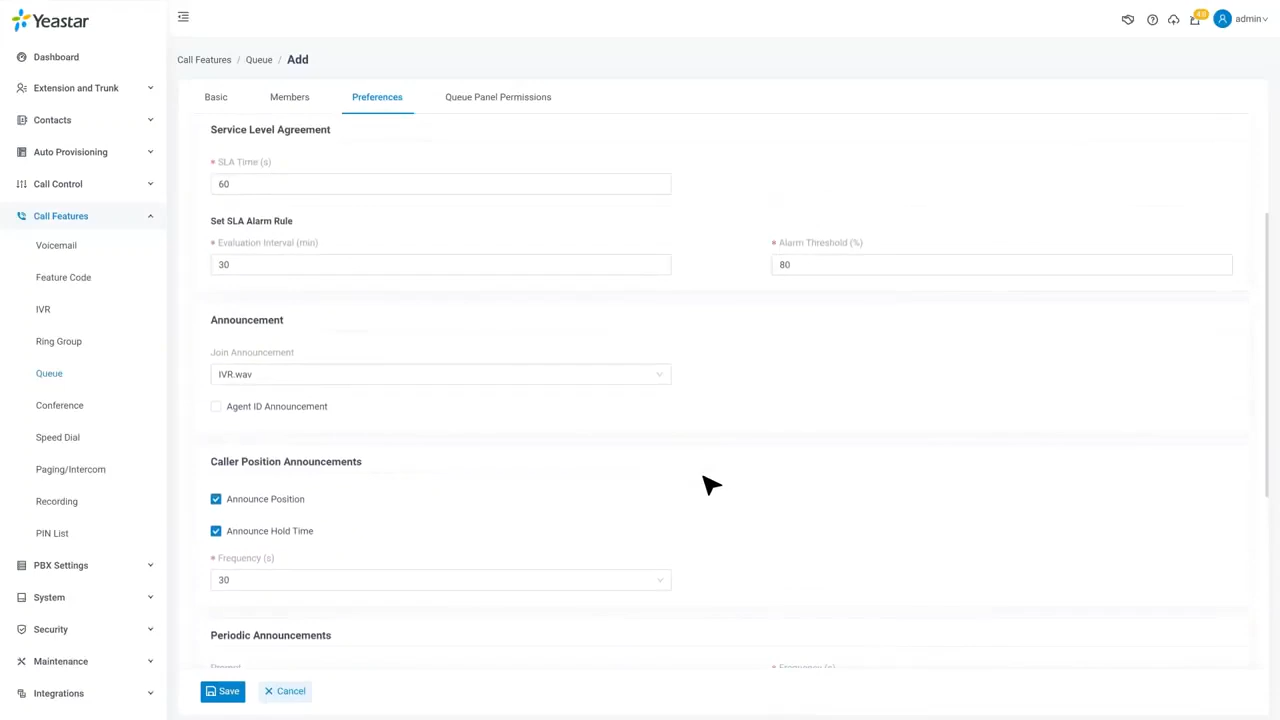 Yeastar
40
admin
Dashboard
Extension and Trunk
Contacts
Auto Provisioning
Call Control
Call Features
Voicemail
Feature Code
IVR
Ring Group
Queue
Conference
Speed Dial
Paging/Intercom
Recording
PIN List
PBX Settings
System
Security
Maintenance
Integrations
Call Features / Queue / Add
Basic Members Preferences Queue Panel Permissions
Service Level Agreement
* SLA Time (s)
60
Set SLA Alarm Rule
* Evaluation Interval (min) * Alarm Threshold (%)
30 80
Announcement
Join Announcement
IVR.wav
Agent ID Announcement
Caller Position Announcements
Announce Position
Announce Hold Time
* Frequency (s)
30
Periodic Announcements
Prompt * Frequency (s)
Save Cancel